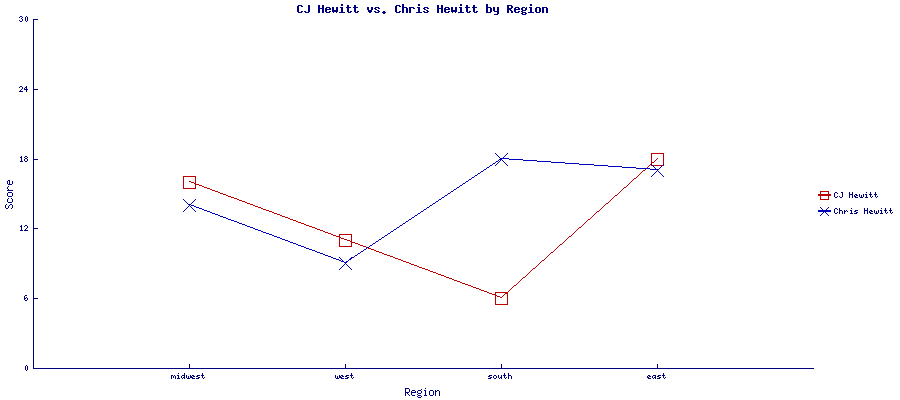 CJ Hewitt vs. Chris Hewitt by Region
30
24
18
12
6
0
Score
midwest west south east
Region
CJ Hewitt
Chris Hewitt